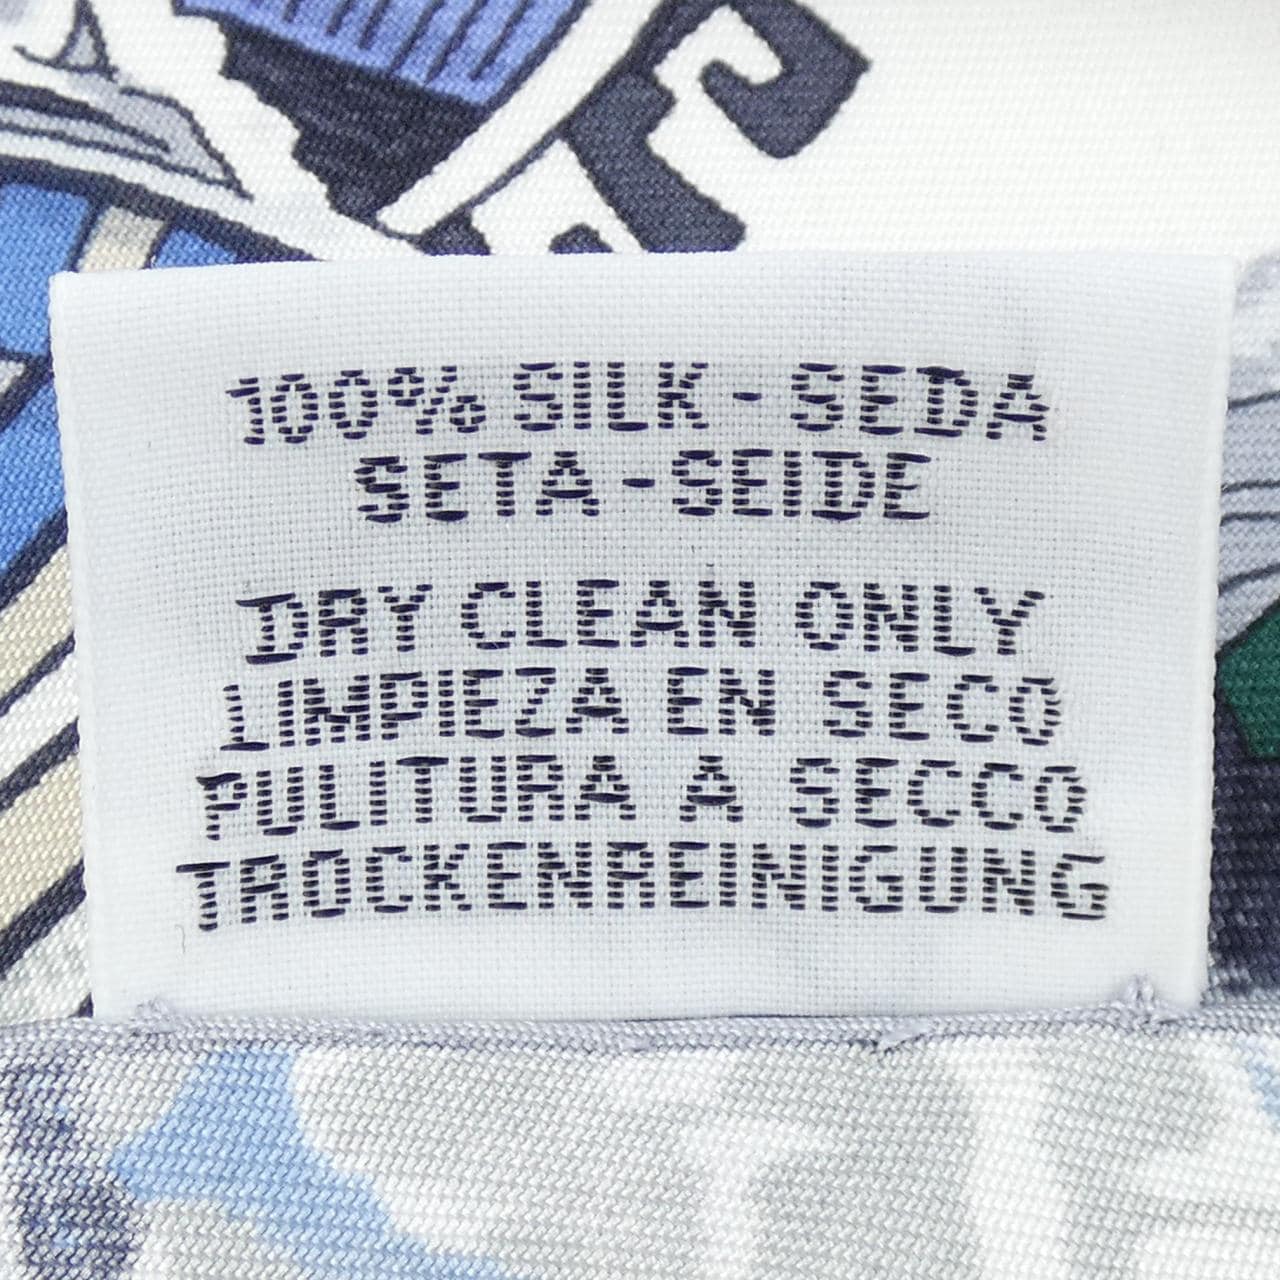 100% SILK - SEDA
SETA - SEIDE
DRY CLEAN ONLY
LIMPIEZA EN SECO
PULITURA A SECCO
TROCKENREINIGUNG